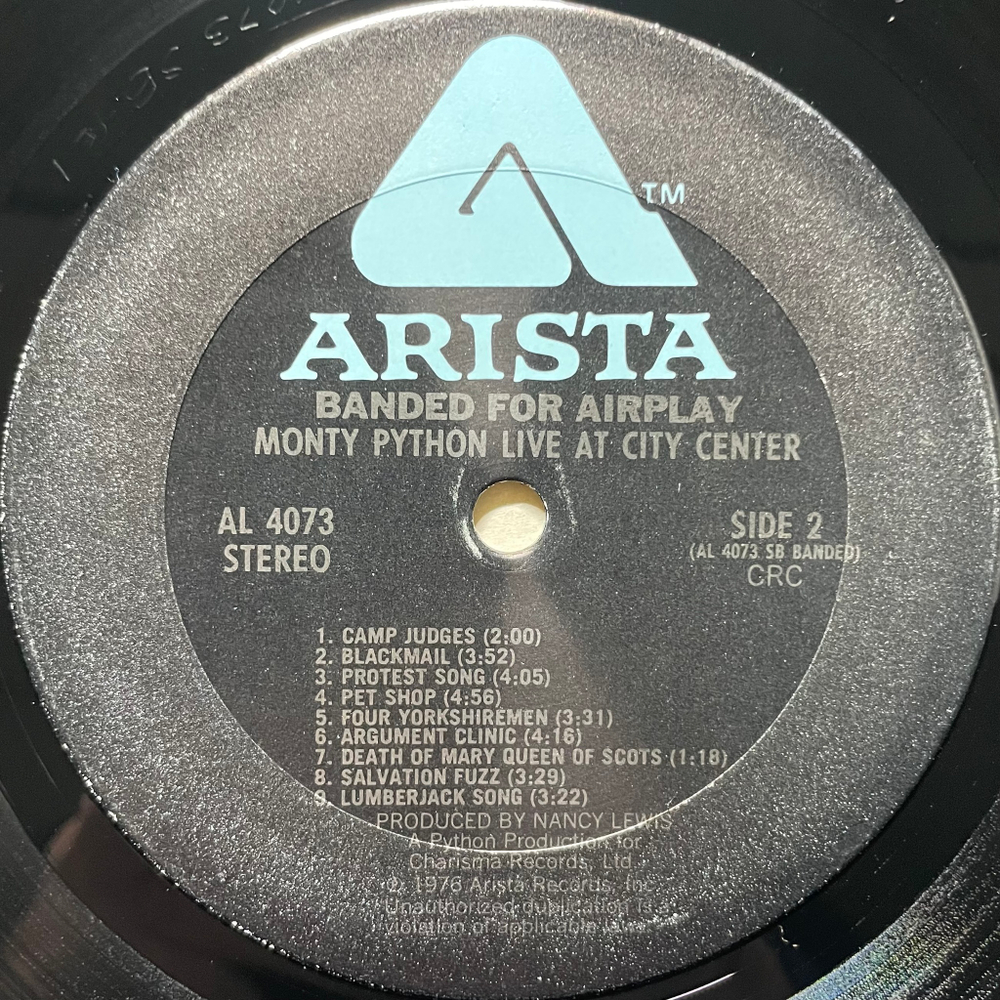 TM
ARISTA
BANDED FOR AIRPLAY
MONTY PYTHON LIVE AT CITY CENTER
AL 4073
STEREO
SIDE 2
(AL 4073 SB BANDED)
CRC
1. CAMP JUDGES (2:00)
2. BLACKMAIL (3:52)
3. PROTEST SONG (4:05)
4. PET SHOP (4:56)
5. FOUR YORKSHIREMEN (3:31)
6. ARGUMENT CLINIC (4:16)
7. DEATH OF MARY QUEEN OF SCOTS (1:18)
8. SALVATION FUZZ (3:29)
9. LUMBERJACK SONG (3:22)
PRODUCED BY NANCY LEWIS
A Python Production for
Charisma Records, Ltd.
© 1976 Arista Records, Inc.
Unauthorized duplication is a
violation of applicable laws